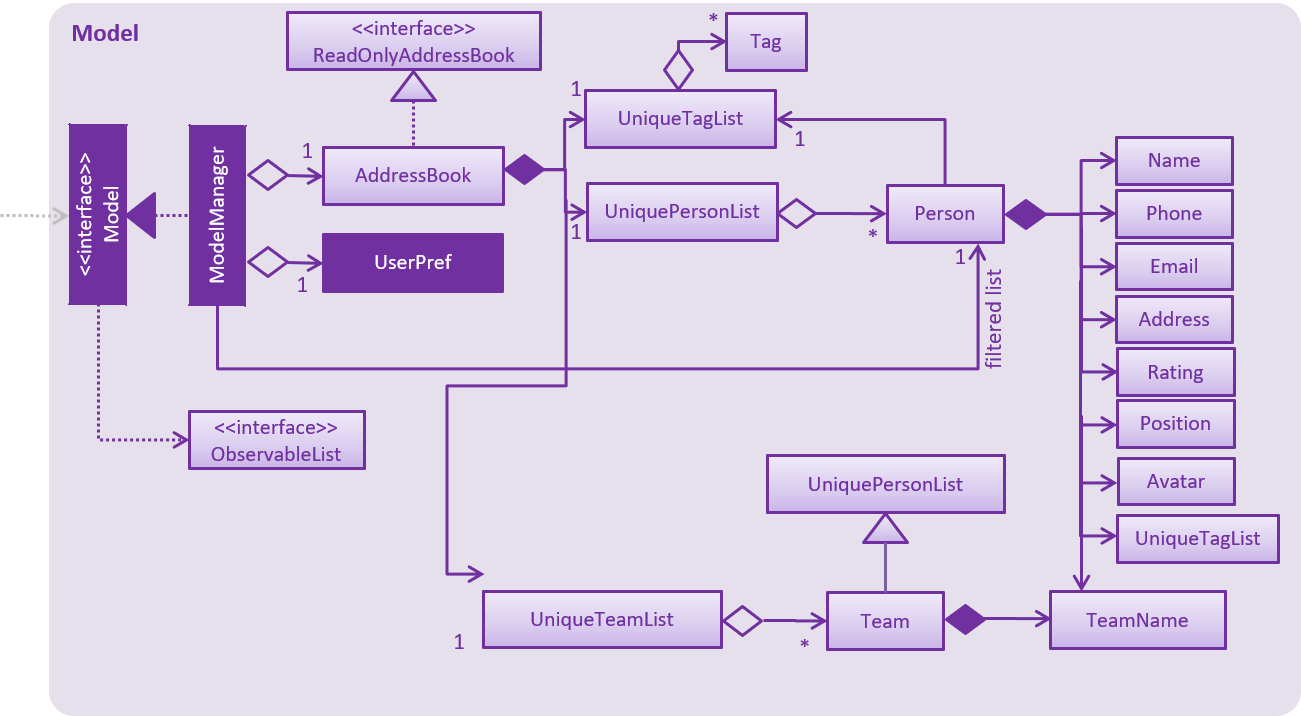 Model
<<interface>>
ReadOnlyAddressBook
*
Tag
1
UniqueTagList
1
<<interface>>
Model
ModelManager
1
AddressBook
UniquePersonList
1
*
Person
1
filtered list
UserPref
1
Name
Phone
Email
Address
Rating
Position
Avatar
UniqueTagList
<<interface>>
ObservableList
UniquePersonList
UniqueTeamList
1
*
Team
TeamName